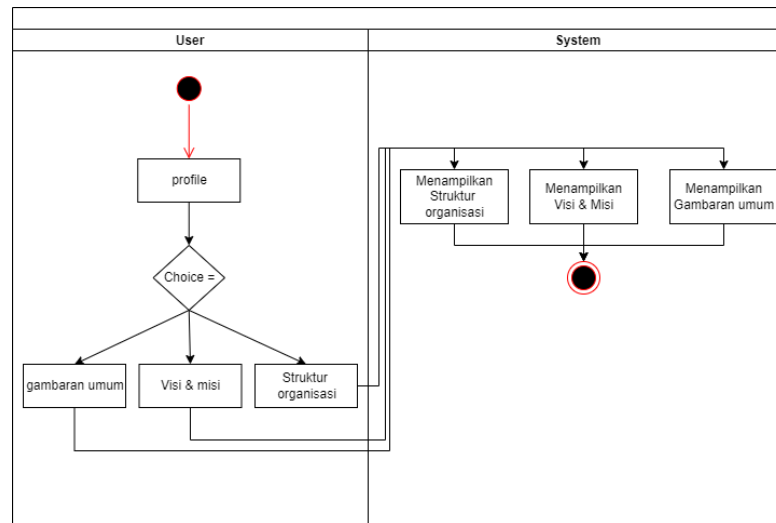 User
System
profile
Choice =
gambaran umum
Visi & misi
Struktur
organisasi
Menampilkan
Struktur
organisasi
Menampilkan
Visi & Misi
Menampilkan
Gambaran umum